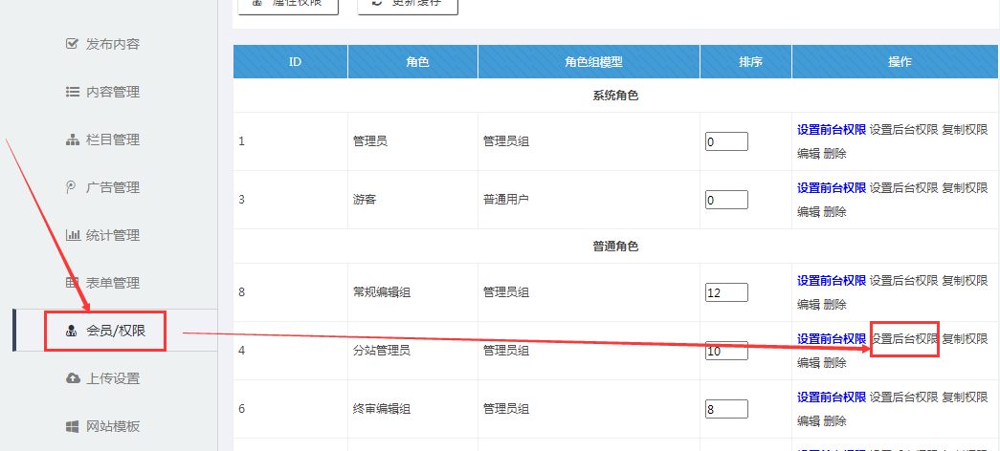 属性权限 更新缓存
发布内容
内容管理
栏目管理
广告管理
统计管理
表单管理
会员/权限
上传设置
网站模板
ID 角色 角色组模型 排序 操作
系统角色
1 管理员 管理员组 0 设置前台权限 设置后台权限 复制权限
编辑 删除
3 游客 普通用户 0 设置前台权限 设置后台权限 复制权限
编辑 删除
普通角色
8 常规编辑组 管理员组 12 设置前台权限 设置后台权限 复制权限
编辑 删除
4 分站管理员 管理员组 10 设置前台权限 设置后台权限 复制权限
编辑 删除
6 终审编辑组 管理员组 8 设置前台权限 设置后台权限 复制权限
编辑 删除